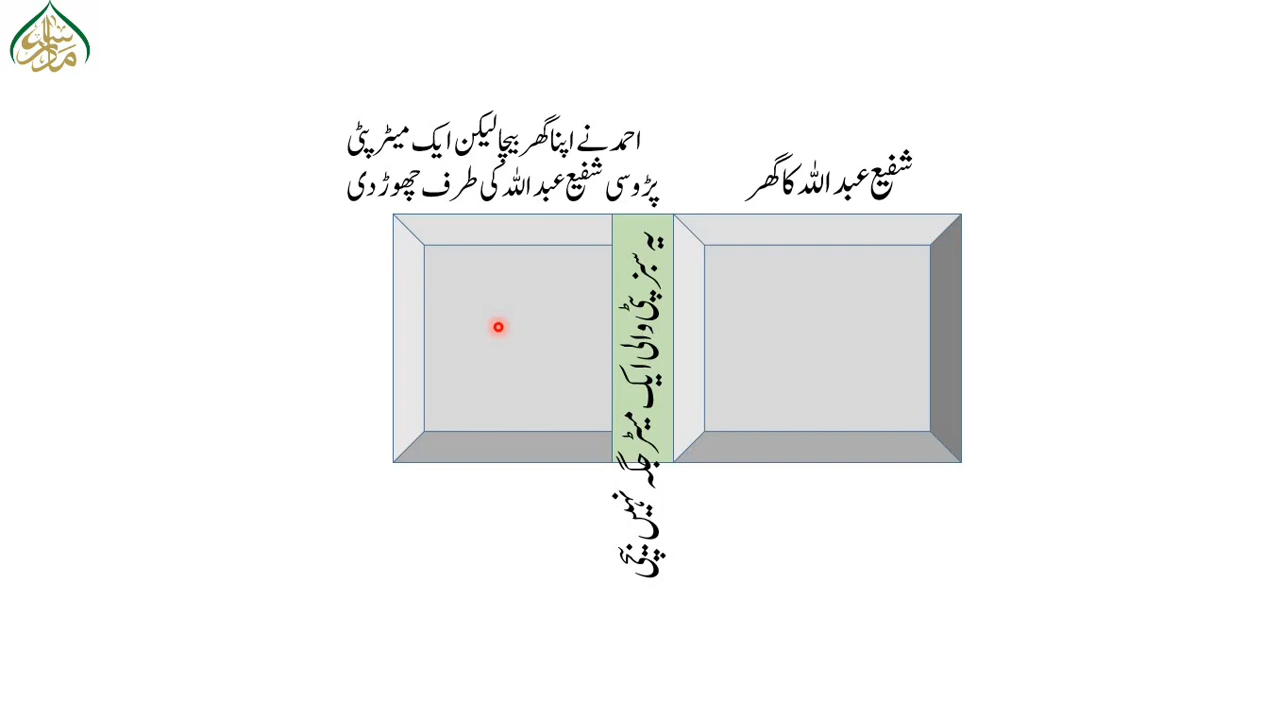 احمد نے اپنا گھر بیچا لیکن ایک میٹر پٹی
پڑوسی شفیع عبد اللہ کی طرف چھوڑ دی
شفیع عبد اللہ کا گھر
یہ سبز پٹی والی ایک میٹر جگہ نہیں بیچی